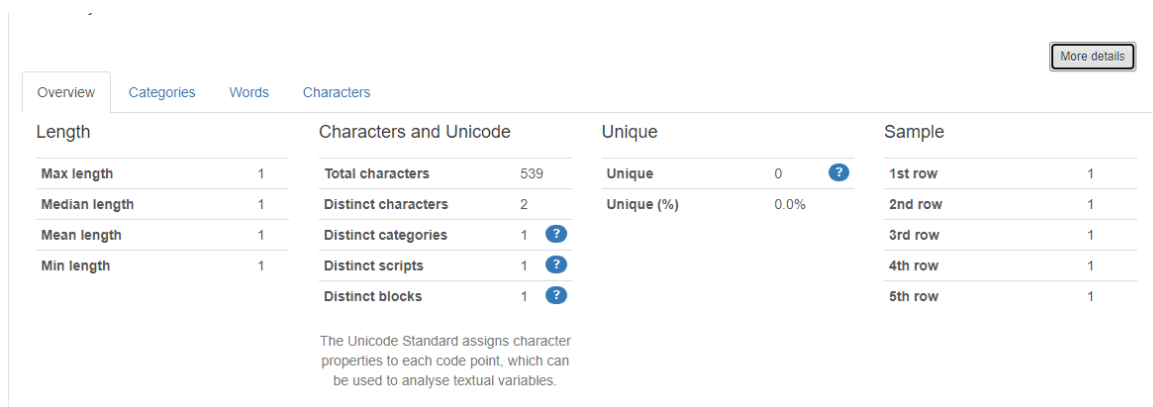 More details
Overview Categories Words Characters
Length Characters and Unicode Unique Sample
Max length 1 Total characters 539 Unique 0 ? 1st row 1
Median length 1 Distinct characters 2 Unique (%) 0.0% 2nd row 1
Mean length 1 Distinct categories 1 ? 3rd row 1
Min length 1 Distinct scripts 1 ? 4th row 1
Distinct blocks 1 ? 5th row 1
The Unicode Standard assigns character
properties to each code point, which can
be used to analyse textual variables.